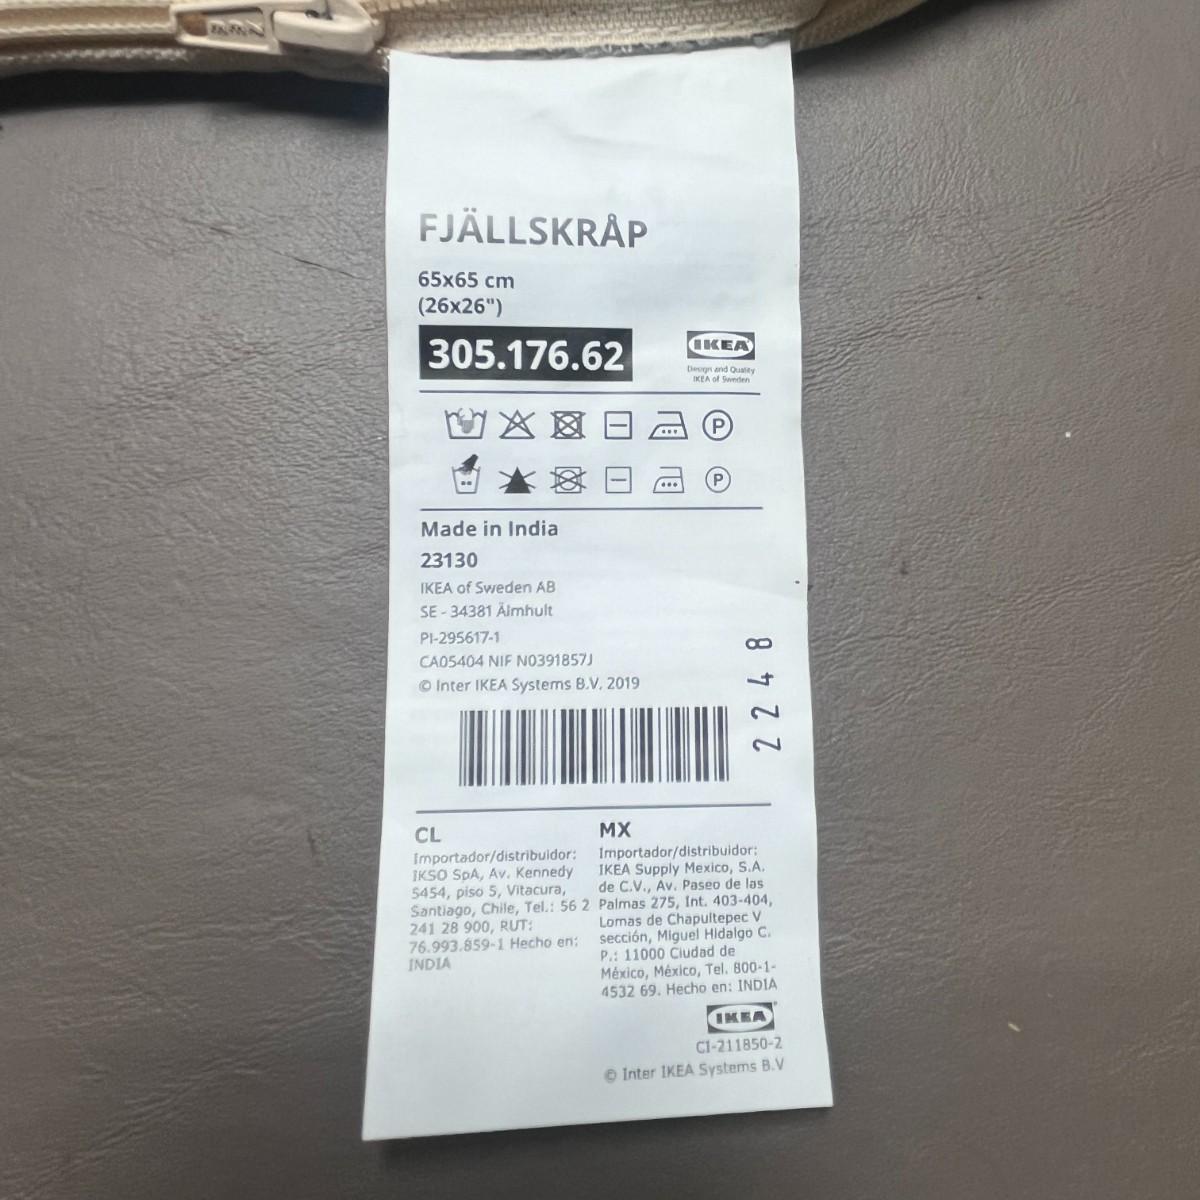 FJÄLLSKRÅP
65x65 cm
(26x26")
305.176.62
IKEA
Design and Quality
IKEA of Sweden
P
P
Made in India
23130
IKEA of Sweden AB
SE - 34381 Älmhult
PI-295617-1
CA05404 NIF N0391857J
© Inter IKEA Systems B.V. 2019
2248
CL
Importador/distribuidor:
IKSO SpA, Av. Kennedy
5454, piso 5, Vitacura,
Santiago, Chile, Tel.: 56 2
241 28 900, RUT:
76.993.859-1 Hecho en:
INDIA
MX
Importador/distribuidor:
IKEA Supply Mexico, S.A.
de C.V., Av. Paseo de las
Palmas 275, Int. 403-404,
Lomas de Chapultepec V
sección, Miguel HIdalgo C.
P.: 11000 Ciudad de
México, México, Tel. 800-1-
4532 69. Hecho en: INDIA
IKEA
CI-211850-2
© Inter IKEA Systems B.V